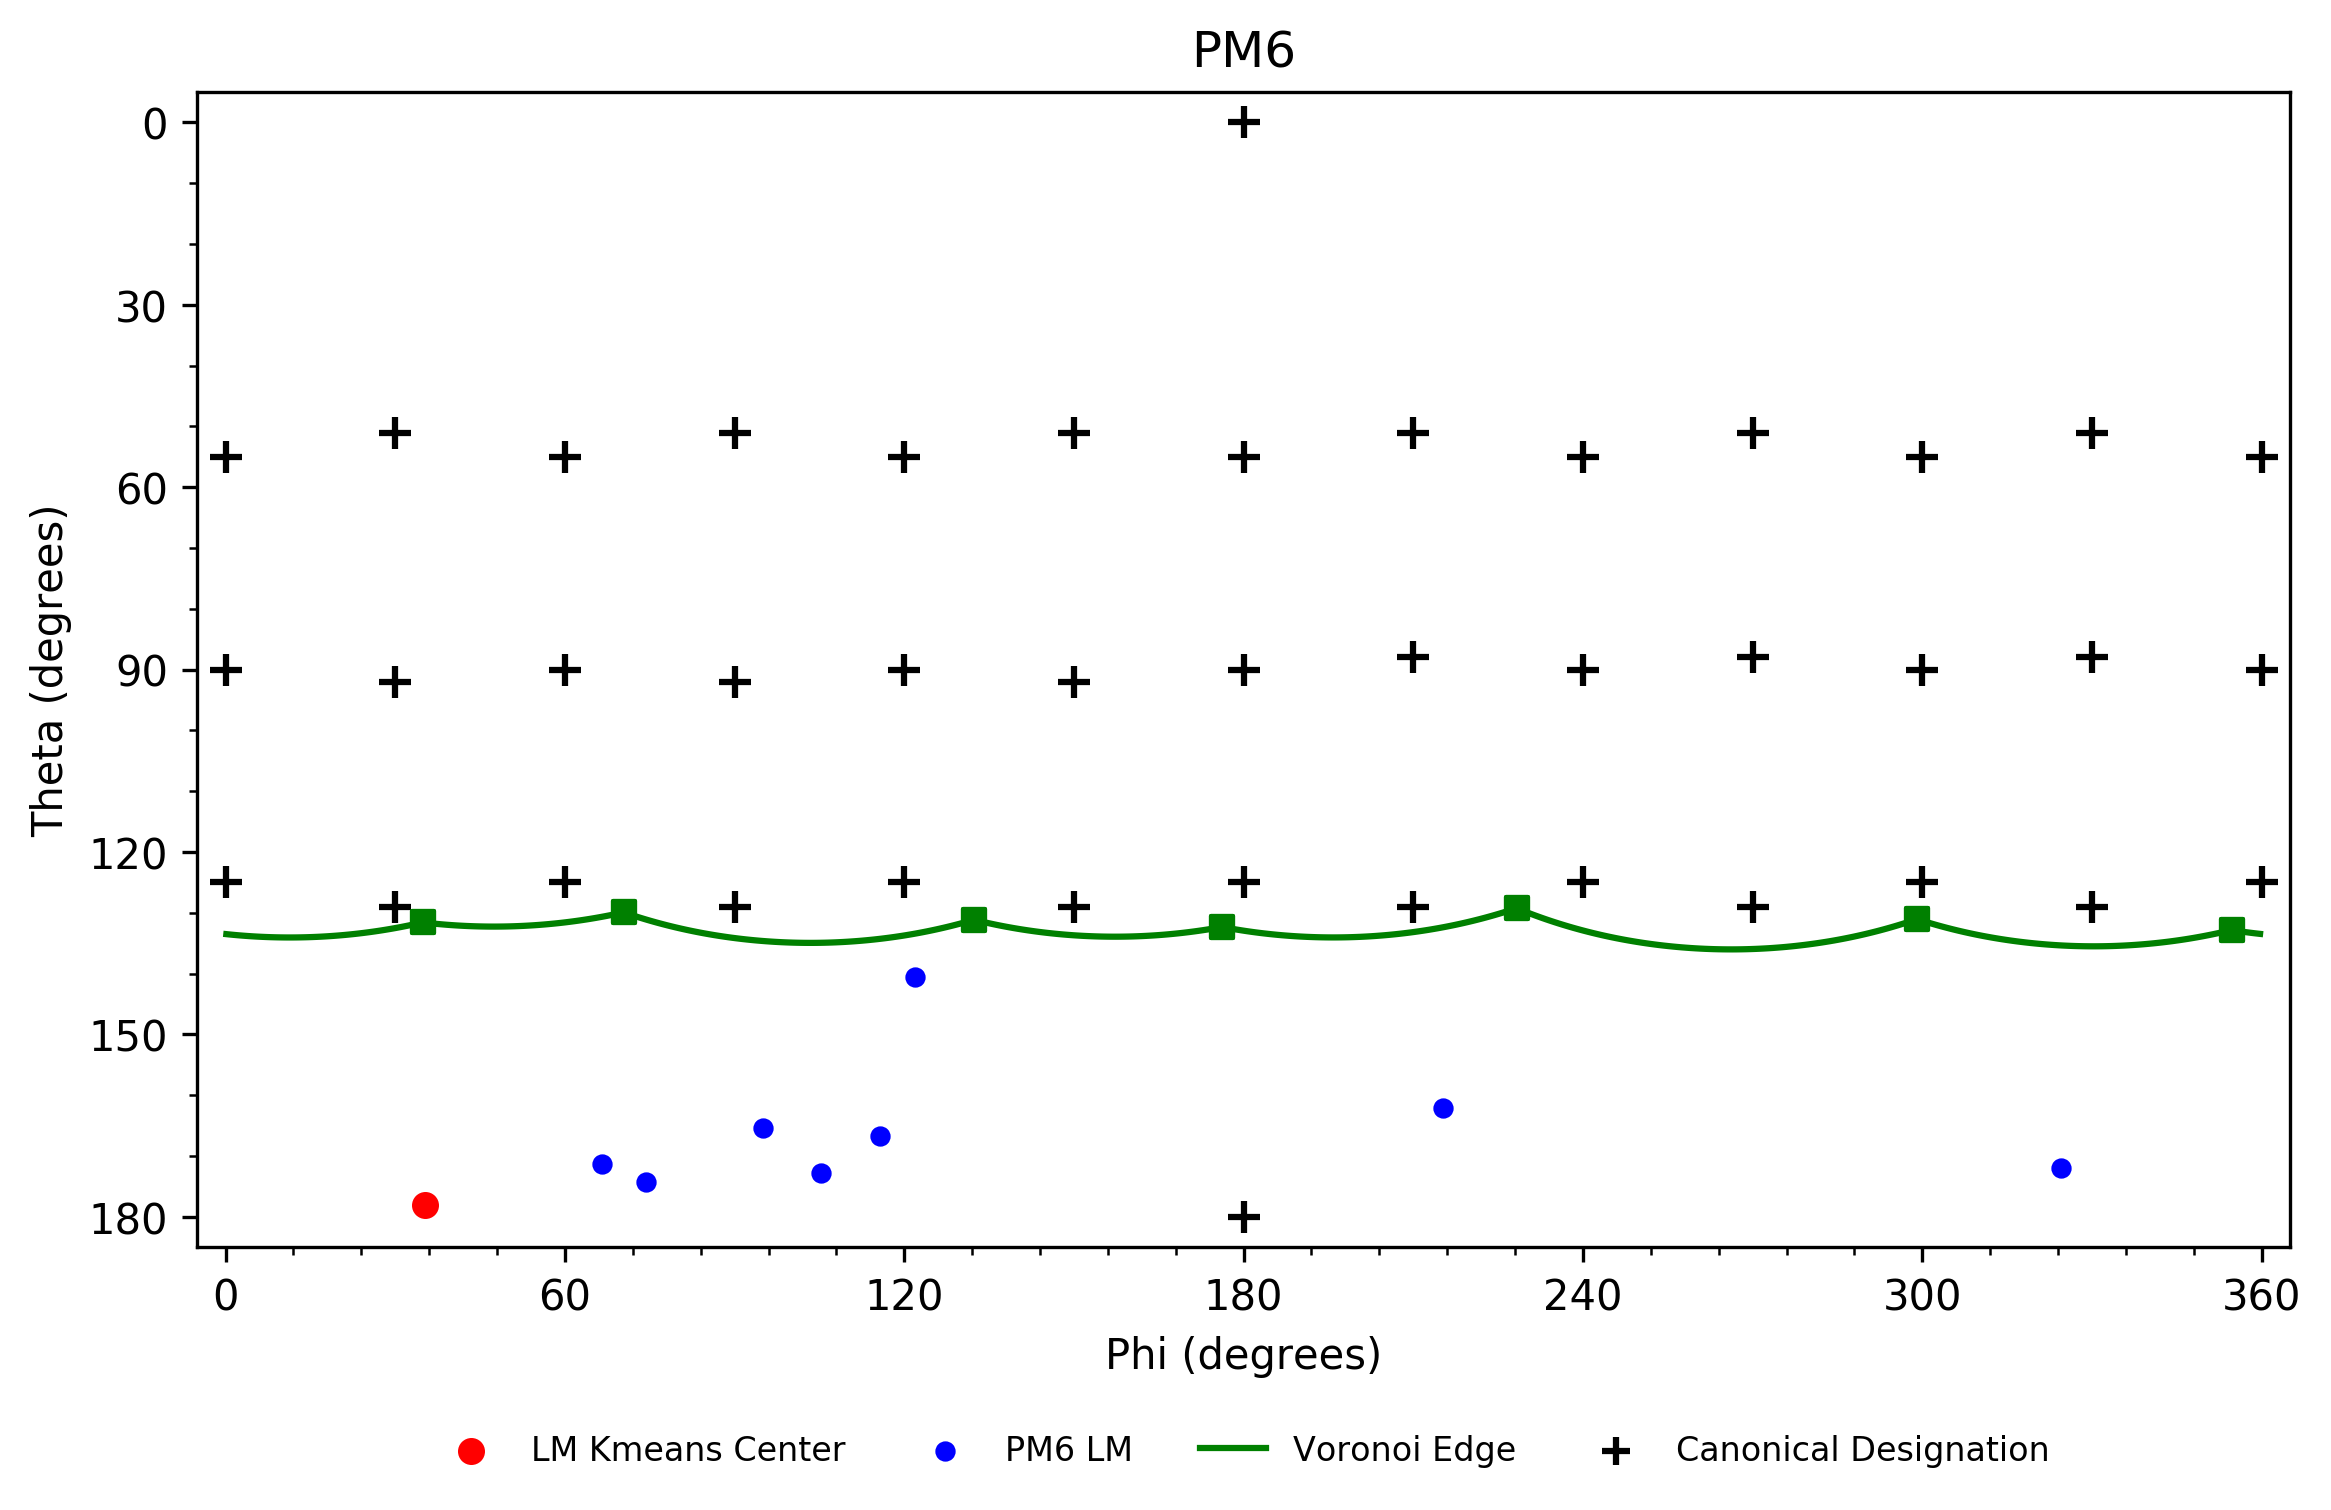 PM6
0
30
60
90
120
150
180
Theta (degrees)
0 60 120 180 240 300 360
Phi (degrees)
LM Kmeans Center PM6 LM Voronoi Edge Canonical Designation